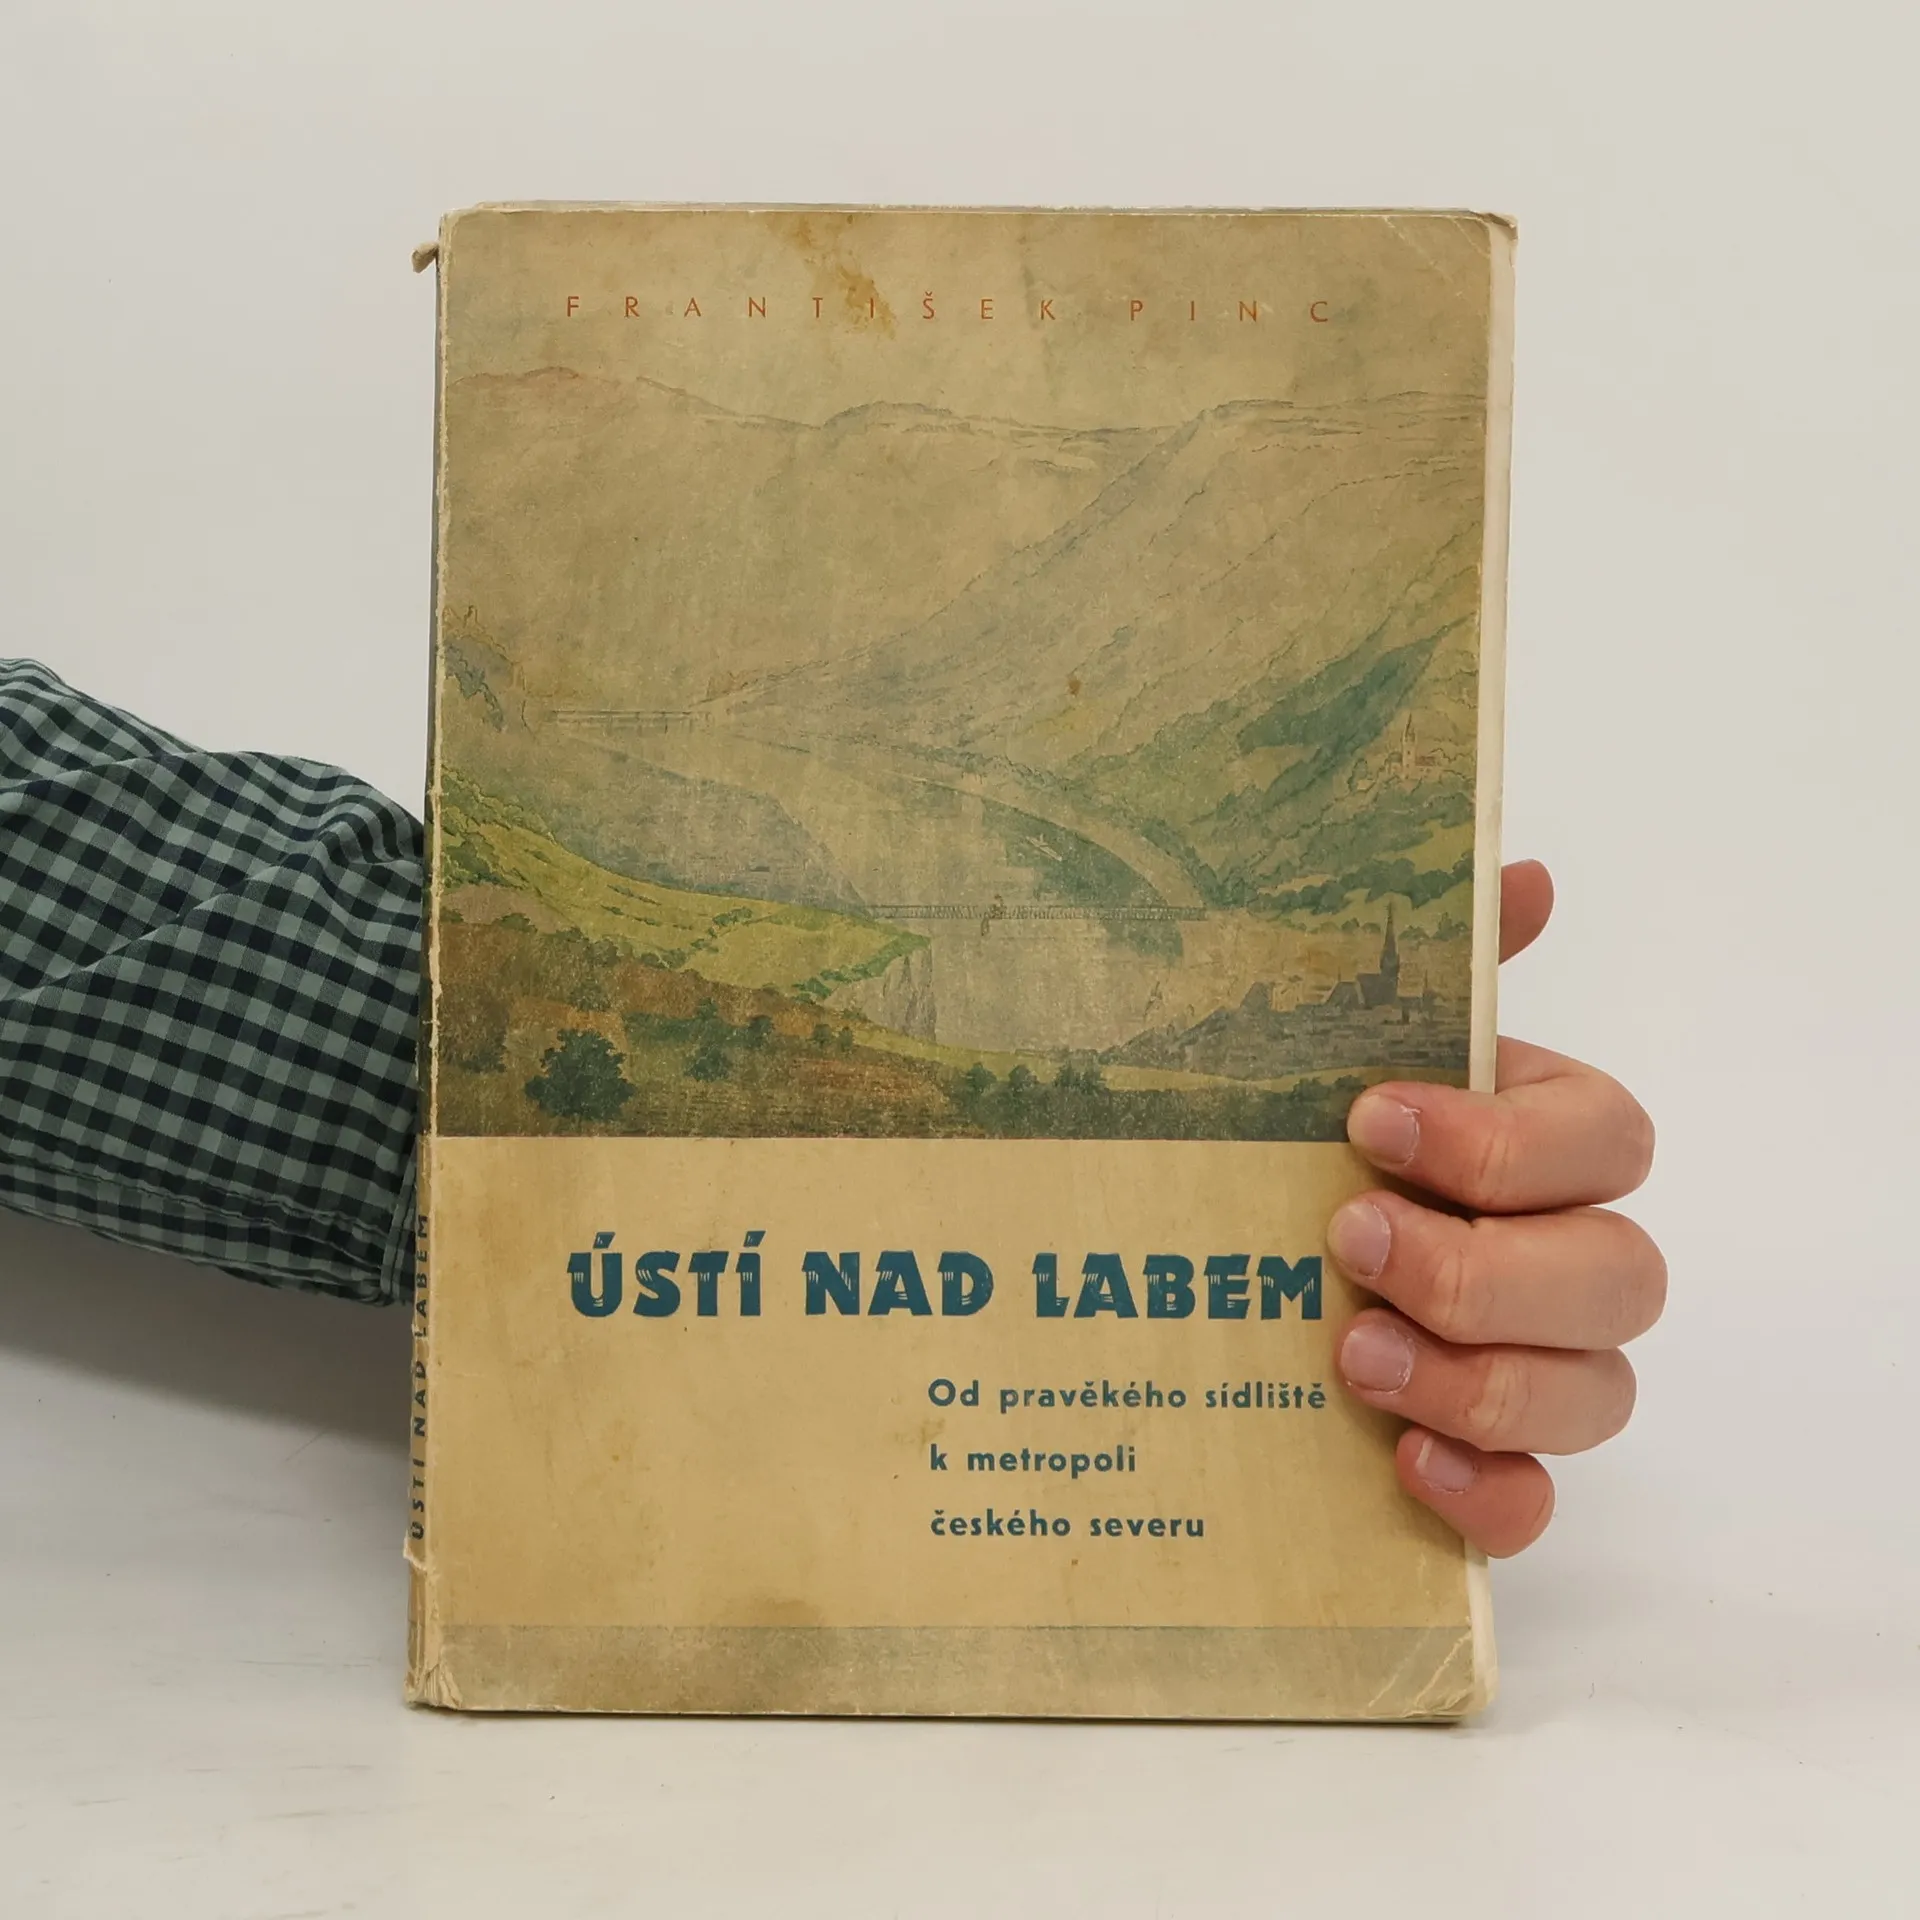 FRANTIŠEK PINC
ÚSTÍ NAD LABEM
Od pravěkého sídliště
k metropoli
českého severu
ÚSTÍ NAD LABEM